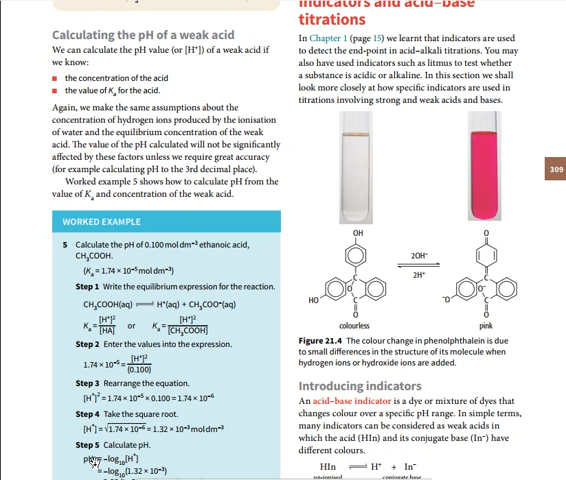 Calculating the pH of a weak acid
We can calculate the pH value (or [H⁺]) of a weak acid if
we know:
■ the concentration of the acid
■ the value of Kₐ for the acid.
Again, we make the same assumptions about the
concentration of hydrogen ions produced by the ionisation
of water and the equilibrium concentration of the weak
acid. The value of the pH calculated will not be significantly
affected by these factors unless we require great accuracy
(for example calculating pH to the 3rd decimal place).
Worked example 5 shows how to calculate pH from the
value of Kₐ and concentration of the weak acid.
WORKED EXAMPLE
5 Calculate the pH of 0.100 mol dm⁻³ ethanoic acid,
CH₃COOH.
(Kₐ = 1.74 × 10⁻⁵ mol dm⁻³)
Step 1 Write the equilibrium expression for the reaction.
CH₃COOH(aq) ⇌ H⁺(aq) + CH₃COO⁻(aq)
Kₐ = [H⁺]²/[HA] or Kₐ = [H⁺]²/[CH₃COOH]
Step 2 Enter the values into the expression.
1.74 × 10⁻⁵ = [H⁺]²/(0.100)
Step 3 Rearrange the equation.
[H⁺]² = 1.74 × 10⁻⁵ × 0.100 = 1.74 × 10⁻⁶
Step 4 Take the square root.
[H⁺] = √1.74 × 10⁻⁶ = 1.32 × 10⁻³ mol dm⁻³
Step 5 Calculate pH.
= −log₁₀[H⁺]
= −log₁₀(1.32 × 10⁻³)
indicators and acid–base
titrations
In Chapter 1 (page 15) we learnt that indicators are used
to detect the end-point in acid–alkali titrations. You may
also have used indicators such as litmus to test whether
a substance is acidic or alkaline. In this section we shall
look more closely at how specific indicators are used in
titrations involving strong and weak acids and bases.
309
OH
O
2OH⁻
2H⁺
C
C
O
O⁻
HO
⁻O
C
C
O
O
colourless
pink
Figure 21.4 The colour change in phenolphthalein is due
to small differences in the structure of its molecule when
hydrogen ions or hydroxide ions are added.
Introducing indicators
An acid–base indicator is a dye or mixture of dyes that
changes colour over a specific pH range. In simple terms,
many indicators can be considered as weak acids in
which the acid (HIn) and its conjugate base (In⁻) have
different colours.
HIn ⇌ H⁺ + In⁻
un-ionised conjugate base